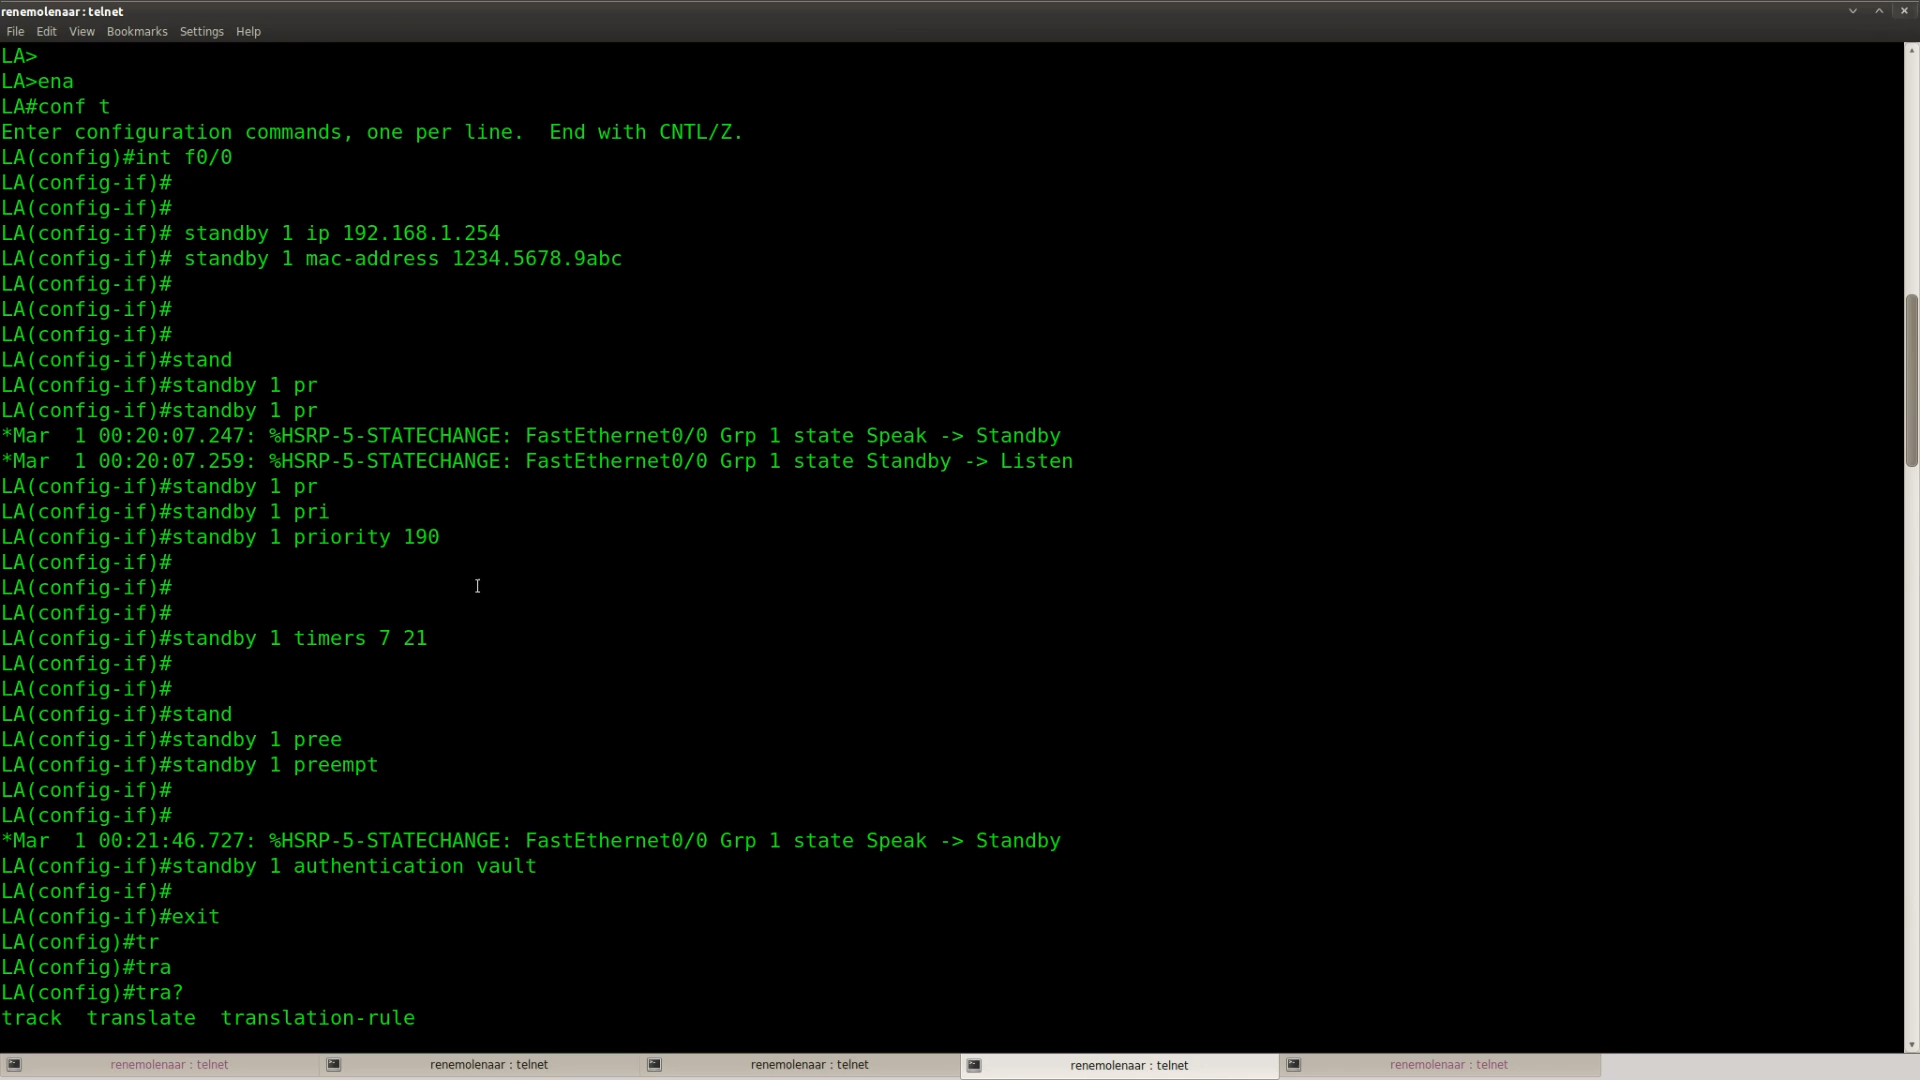 renemolenaar : telnet
File Edit View Bookmarks Settings Help
LA>
LA>ena
LA#conf t
Enter configuration commands, one per line.  End with CNTL/Z.
LA(config)#int f0/0
LA(config-if)#
LA(config-if)#
LA(config-if)# standby 1 ip 192.168.1.254
LA(config-if)# standby 1 mac-address 1234.5678.9abc
LA(config-if)#
LA(config-if)#
LA(config-if)#
LA(config-if)#stand
LA(config-if)#standby 1 pr
LA(config-if)#standby 1 pr
*Mar  1 00:20:07.247: %HSRP-5-STATECHANGE: FastEthernet0/0 Grp 1 state Speak -> Standby
*Mar  1 00:20:07.259: %HSRP-5-STATECHANGE: FastEthernet0/0 Grp 1 state Standby -> Listen
LA(config-if)#standby 1 pr
LA(config-if)#standby 1 pri
LA(config-if)#standby 1 priority 190
LA(config-if)#
LA(config-if)#
LA(config-if)#
LA(config-if)#standby 1 timers 7 21
LA(config-if)#
LA(config-if)#
LA(config-if)#stand
LA(config-if)#standby 1 pree
LA(config-if)#standby 1 preempt
LA(config-if)#
LA(config-if)#
*Mar  1 00:21:46.727: %HSRP-5-STATECHANGE: FastEthernet0/0 Grp 1 state Speak -> Standby
LA(config-if)#standby 1 authentication vault
LA(config-if)#
LA(config-if)#exit
LA(config)#tr
LA(config)#tra
LA(config)#tra?
track  translate  translation-rule
renemolenaar : telnet renemolenaar : telnet renemolenaar : telnet renemolenaar : telnet renemolenaar : telnet